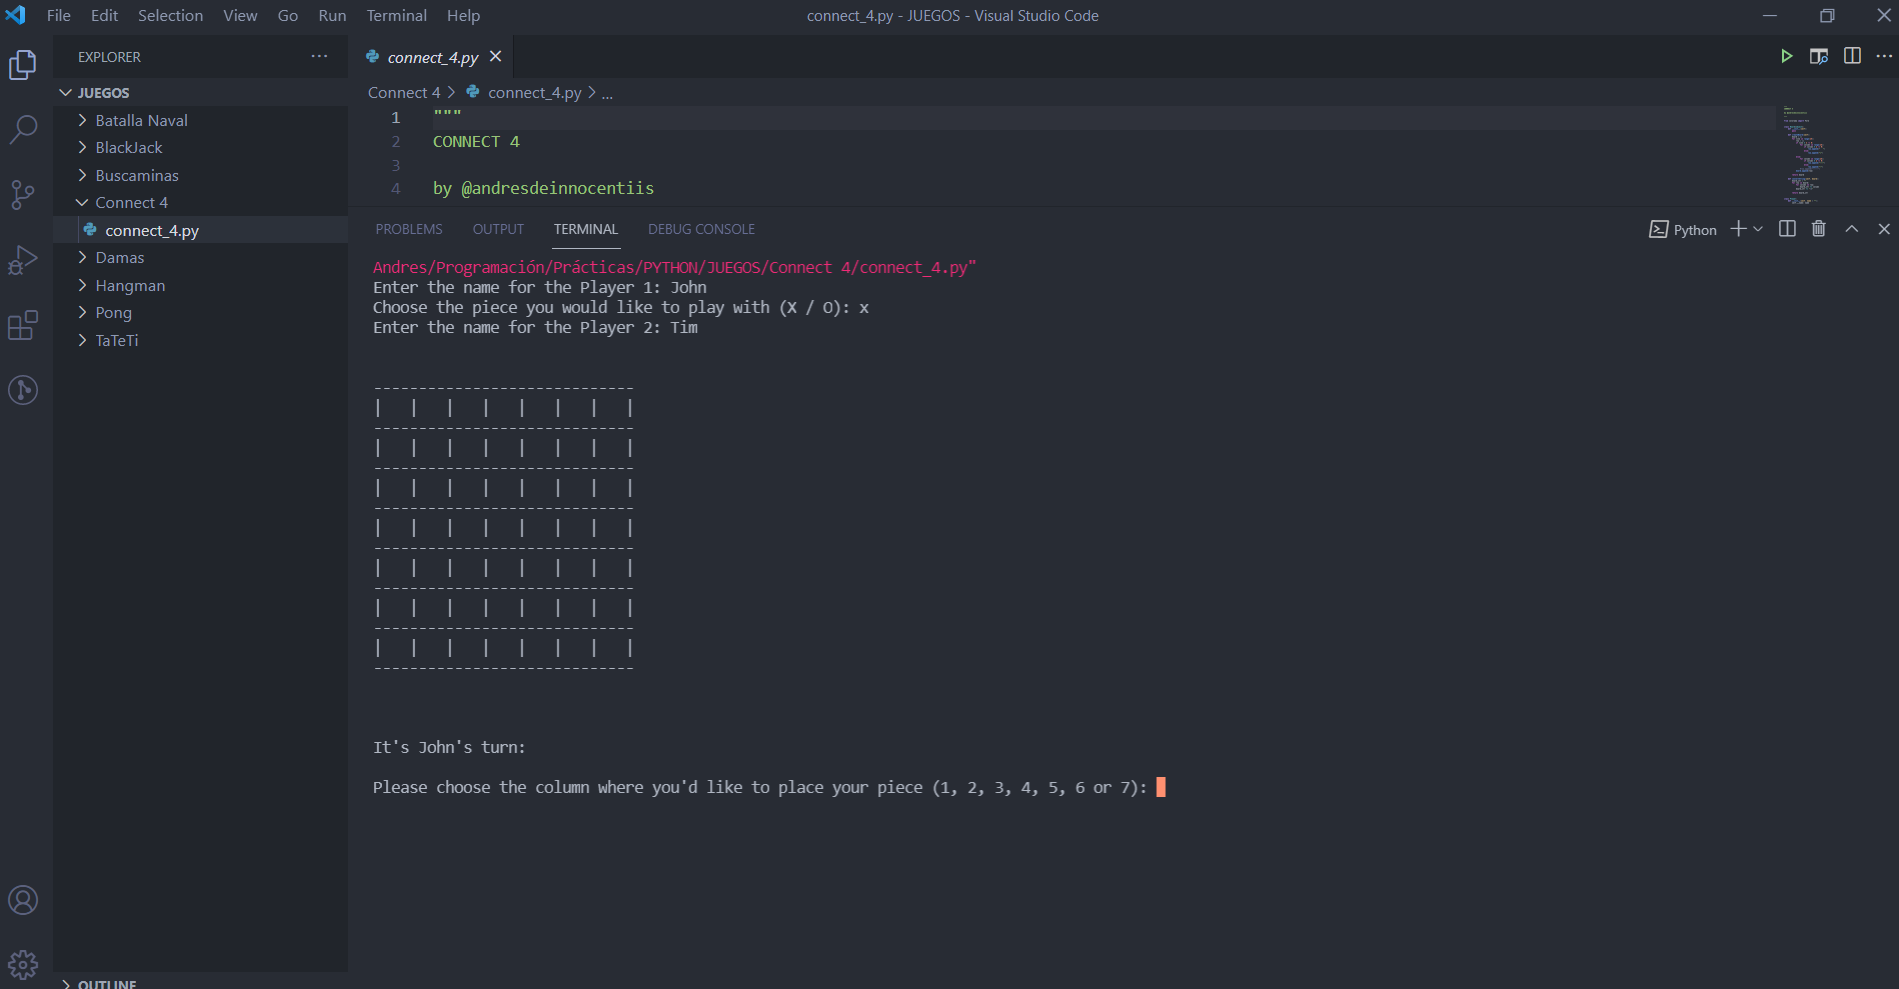 File Edit Selection View Go Run Terminal Help
connect_4.py - JUEGOS - Visual Studio Code
EXPLORER
JUEGOS
Batalla Naval
BlackJack
Buscaminas
Connect 4
connect_4.py
Damas
Hangman
Pong
TaTeTi
OUTLINE
connect_4.py
Connect 4 > connect_4.py > ...
1 """
2 CONNECT 4
3
4 by @andresdeinnocentiis
PROBLEMS OUTPUT TERMINAL DEBUG CONSOLE
Python
Andres/Programación/Prácticas/PYTHON/JUEGOS/Connect 4/connect_4.py"
Enter the name for the Player 1: John
Choose the piece you would like to play with (X / O): x
Enter the name for the Player 2: Tim
-----------------------------
|   |   |   |   |   |   |   |
-----------------------------
|   |   |   |   |   |   |   |
-----------------------------
|   |   |   |   |   |   |   |
-----------------------------
|   |   |   |   |   |   |   |
-----------------------------
|   |   |   |   |   |   |   |
-----------------------------
|   |   |   |   |   |   |   |
-----------------------------
|   |   |   |   |   |   |   |
-----------------------------
It's John's turn:
Please choose the column where you'd like to place your piece (1, 2, 3, 4, 5, 6 or 7):